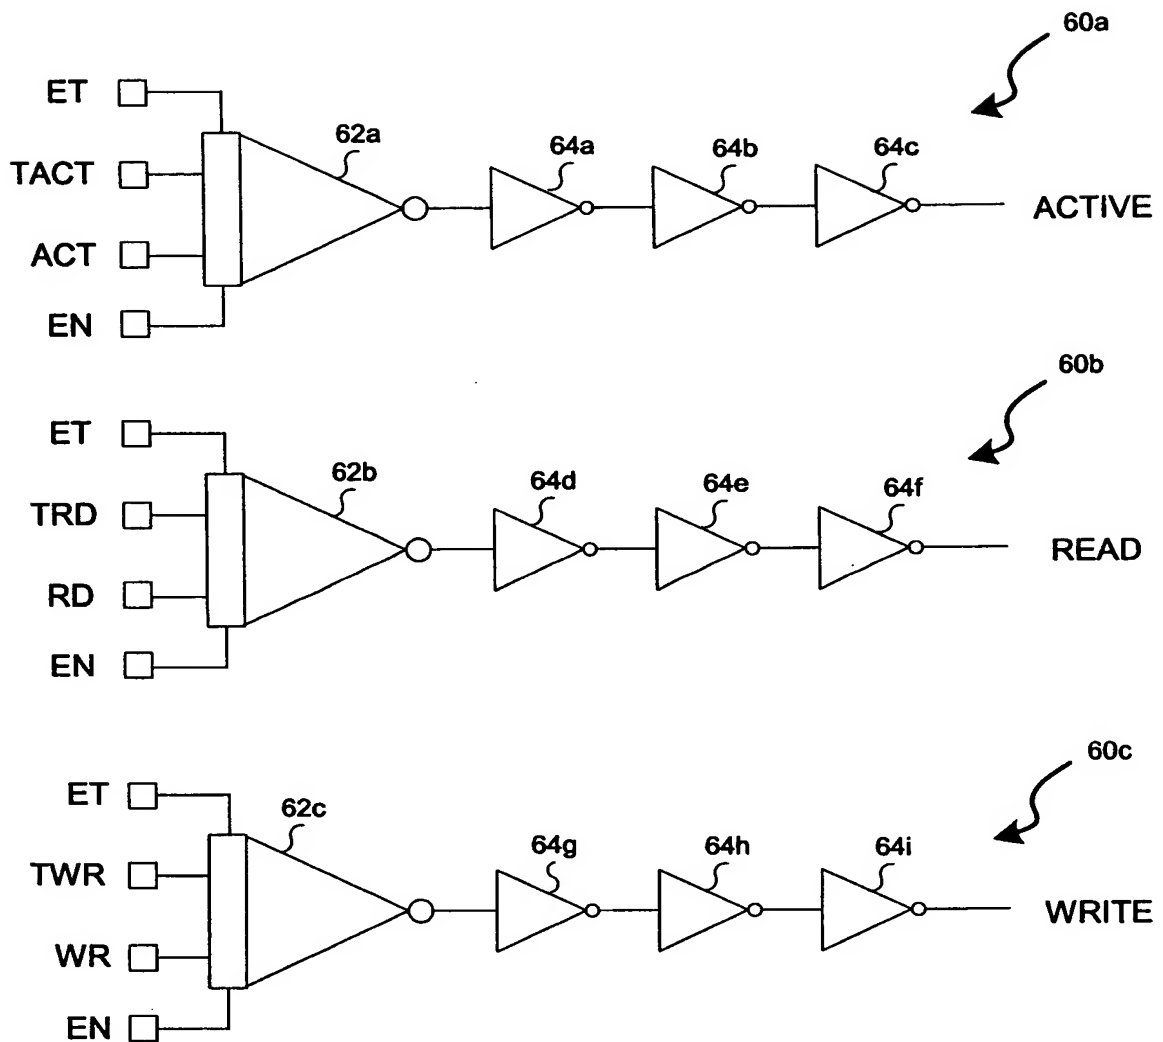 60a
ET
62a
64a
64b
64c
TACT
ACTIVE
ACT
EN
60b
ET
62b
64d
64e
64f
TRD
READ
RD
EN
60c
ET
62c
64g
64h
64i
TWR
WRITE
WR
EN